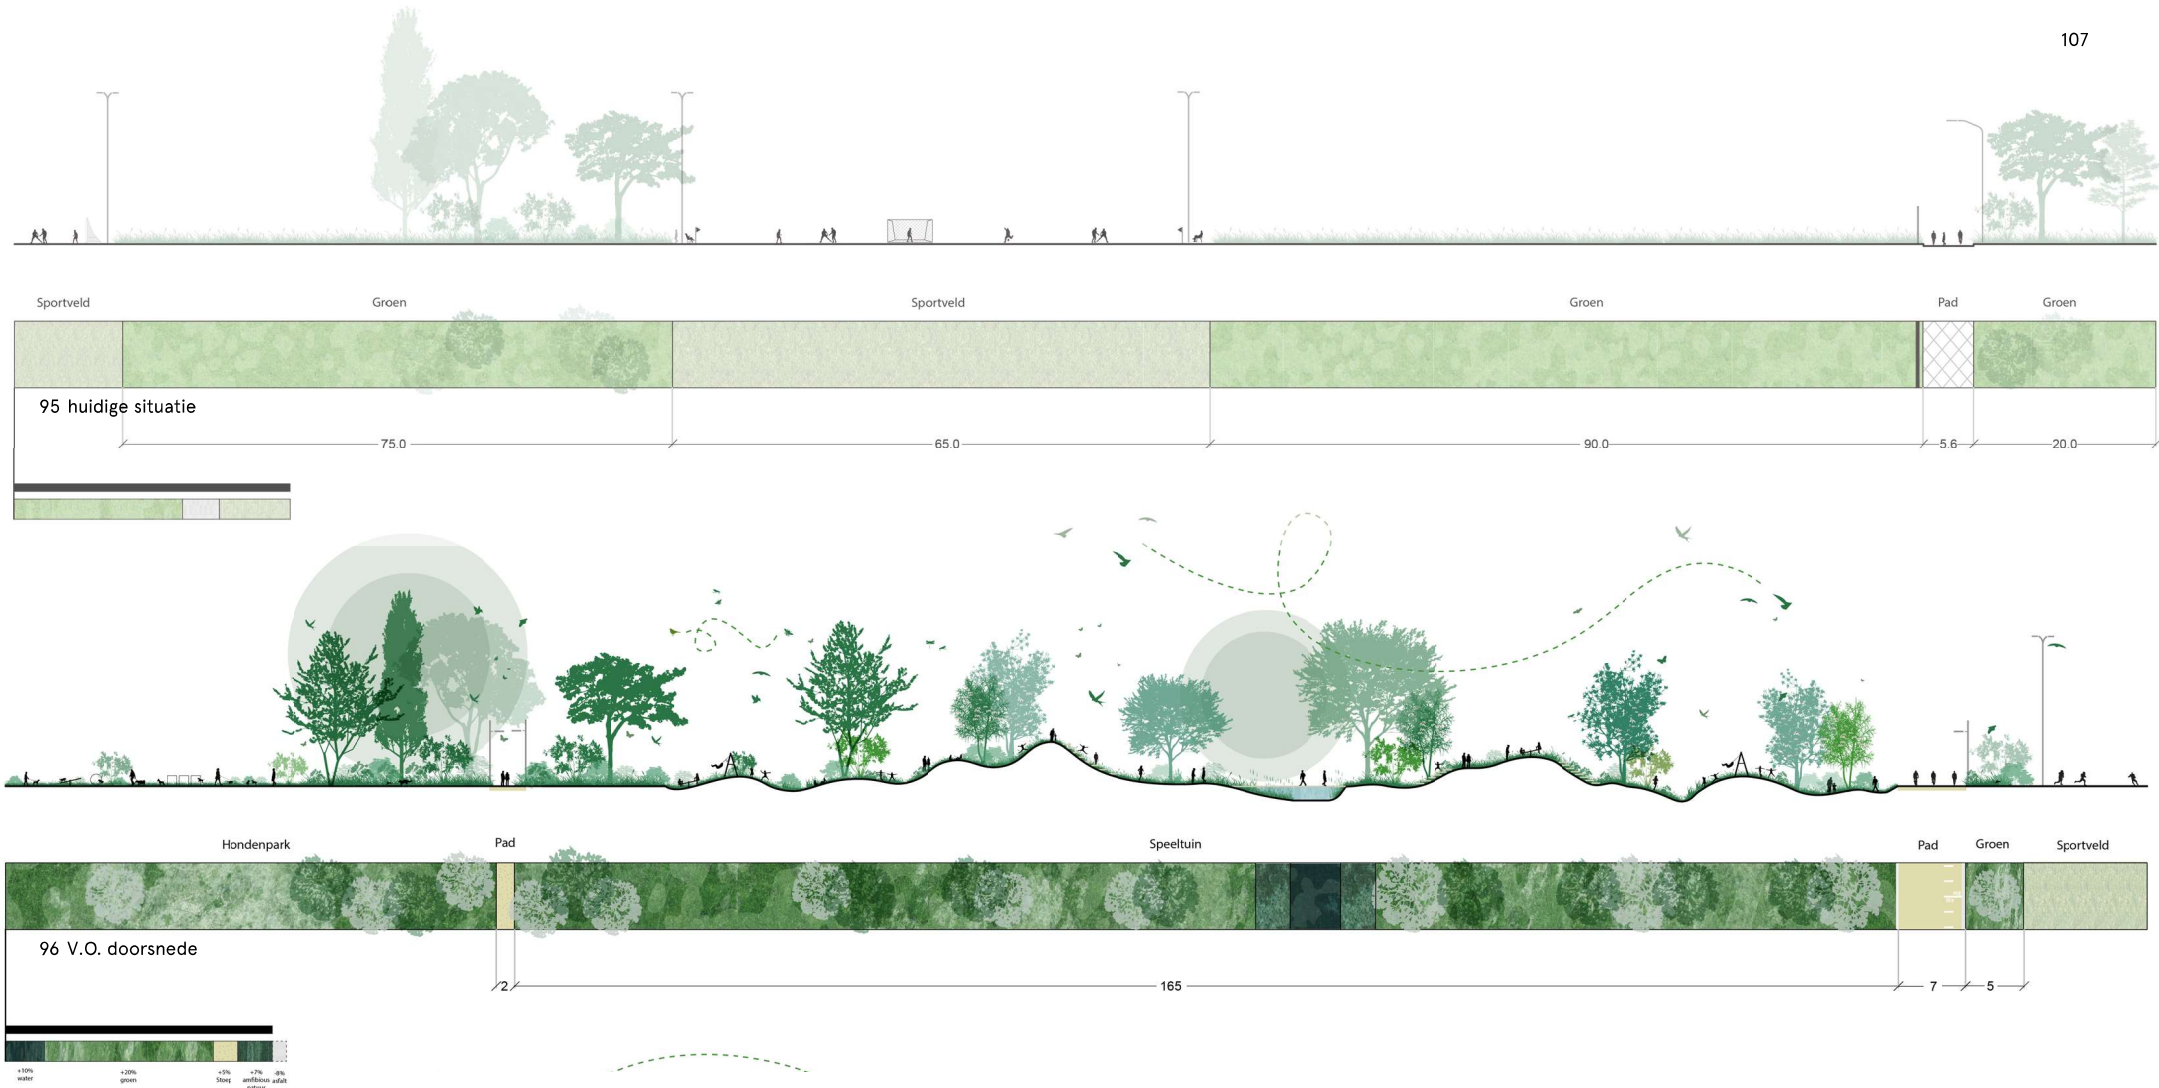 107
Sportveld Groen Sportveld Groen Pad Groen
95 huidige situatie
75.0 65.0 90.0 5.6 20.0
Hondenpark Pad Speeltuin Pad Groen Sportveld
96 V.O. doorsnede
2 165 7 5
+10% +20% +5% +7% -8%
water groen Stoep amfibious asfalt